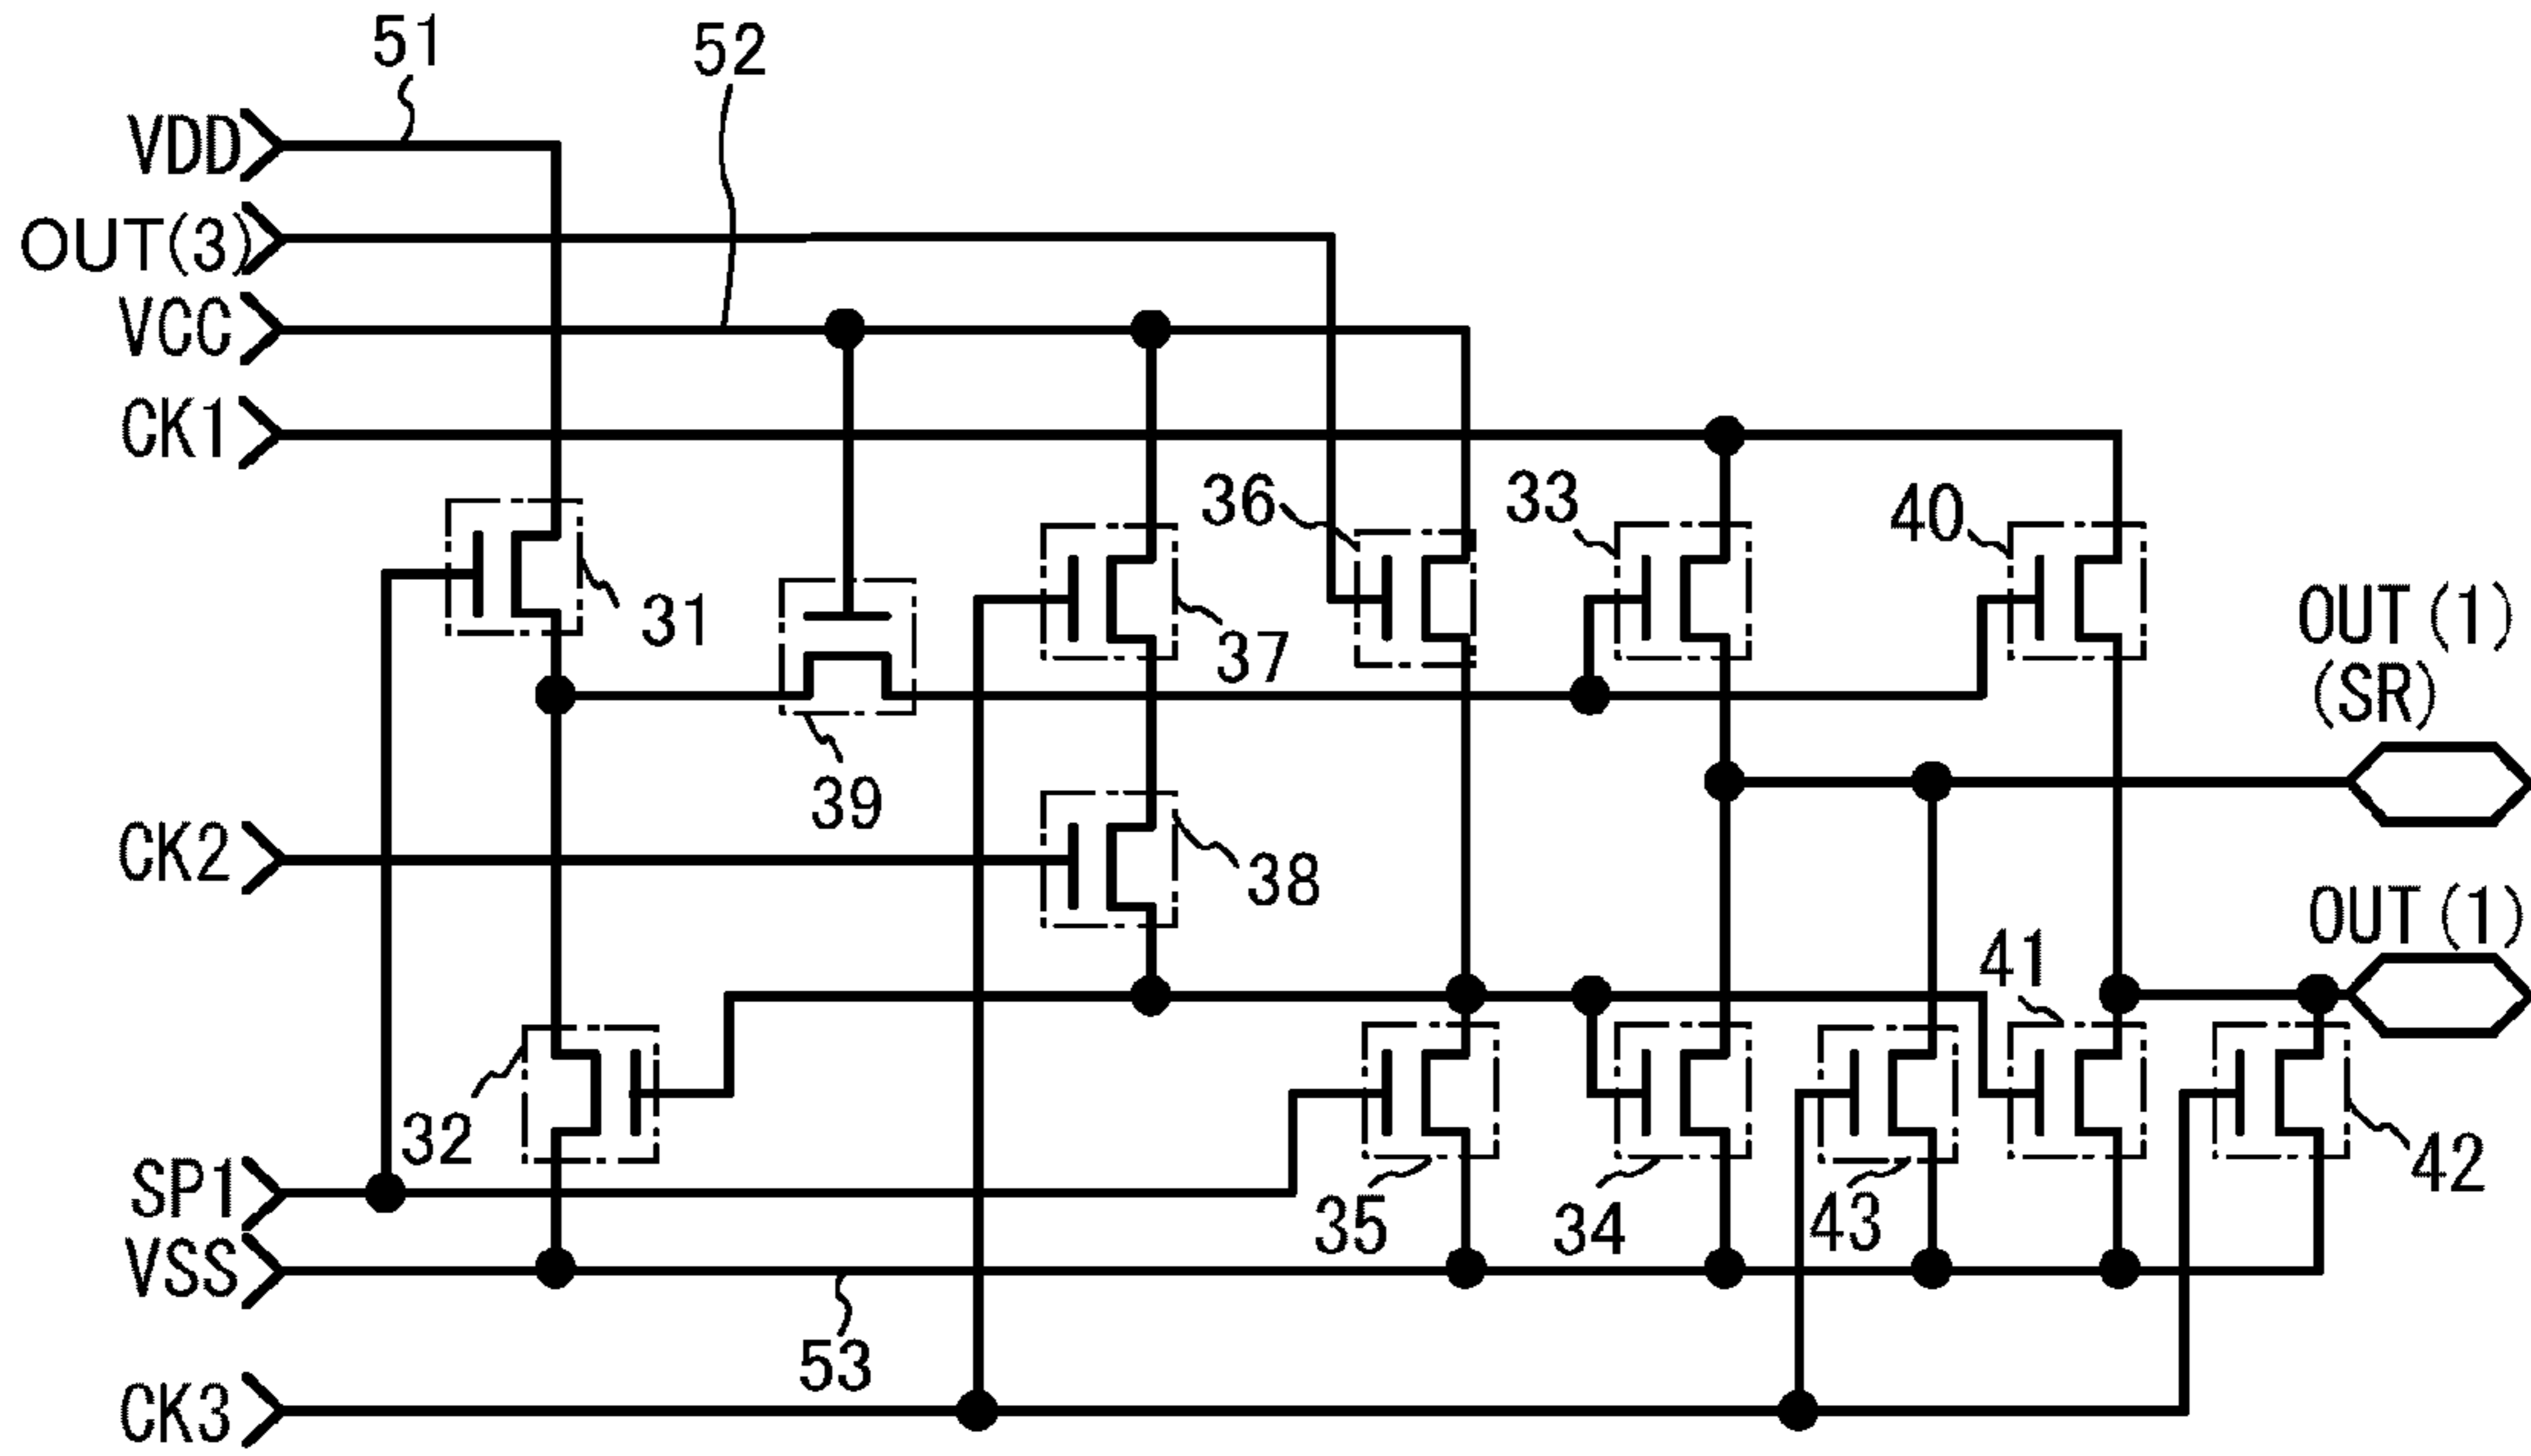 51
52
VDD
OUT(3)
VCC
CK1
36
33
40
31
37
OUT(1)
(SR)
39
CK2
38
OUT(1)
41
32
SP1
35
34
43
42
VSS
53
CK3